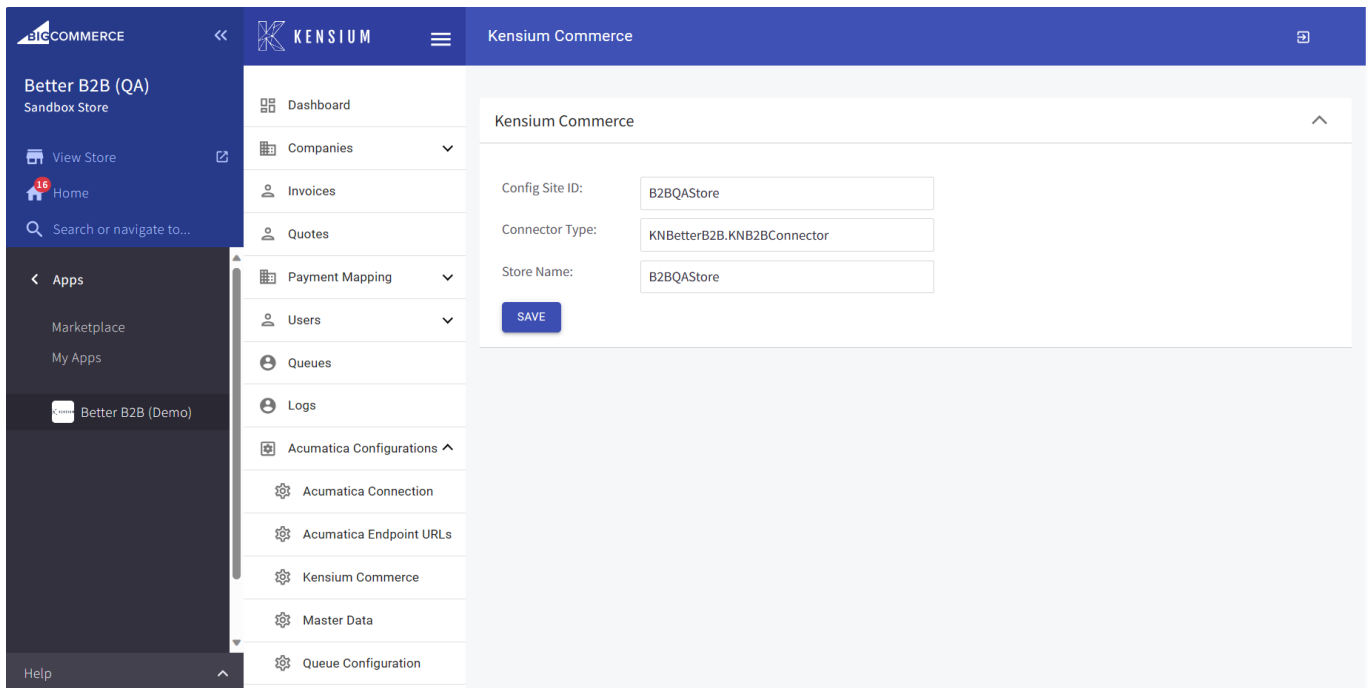 BIGCOMMERCE
Better B2B (QA)
Sandbox Store
View Store
16
Home
Search or navigate to...
Apps
Marketplace
My Apps
Better B2B (Demo)
Help
KENSIUM
Dashboard
Companies
Invoices
Quotes
Payment Mapping
Users
Queues
Logs
Acumatica Configurations
Acumatica Connection
Acumatica Endpoint URLs
Kensium Commerce
Master Data
Queue Configuration
Kensium Commerce
Kensium Commerce
Config Site ID:
B2BQAStore
Connector Type:
KNBetterB2B.KNB2BConnector
Store Name:
B2BQAStore
SAVE